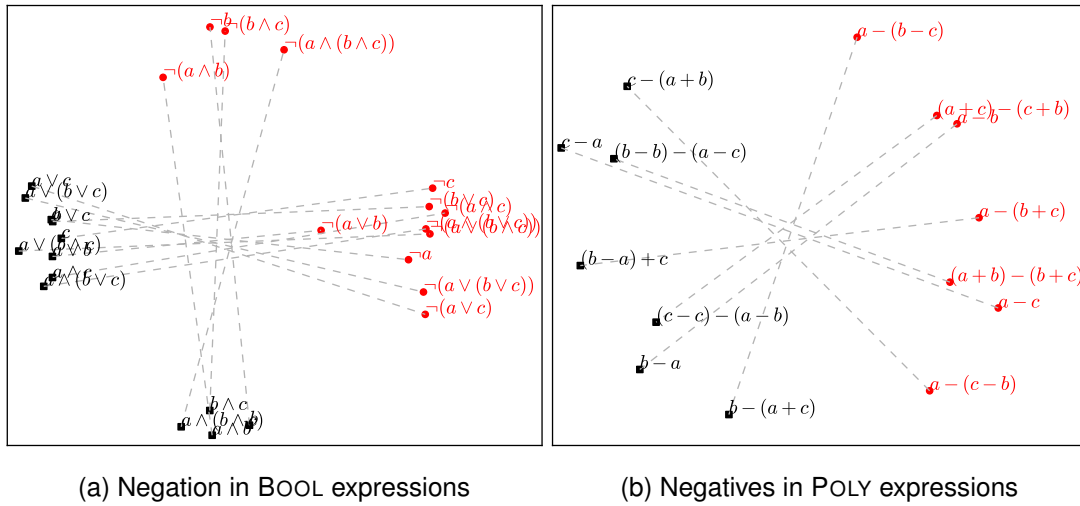 ¬b
¬(b ∧ c)
¬(a ∧ (b ∧ c))
¬(a ∧ b)
a ∨ c
a ∨ (b ∨ c)
b ∨ c
c
a ∨ (b ∧ c)
a ∨ b
a ∧ c
a ∧ (b ∨ c)
¬c
¬(b ∨ c)
¬(a ∧ c)
¬(a ∨ b)
¬(a ∧ (b ∨ c))
¬(a ∨ (b ∧ c))
¬a
¬(a ∨ (b ∨ c))
¬(a ∨ c)
b ∧ c
a ∧ (b ∧ c)
b
a ∧ b
a − (b − c)
c − (a + b)
(a + c) − (c + b)
a − b
c − a
(b − b) − (a − c)
a − (b + c)
(b − a) + c
(a + b) − (b + c)
a − c
(c − c) − (a − b)
b − a
a − (c − b)
b − (a + c)
(a) Negation in BOOL expressions
(b) Negatives in POLY expressions